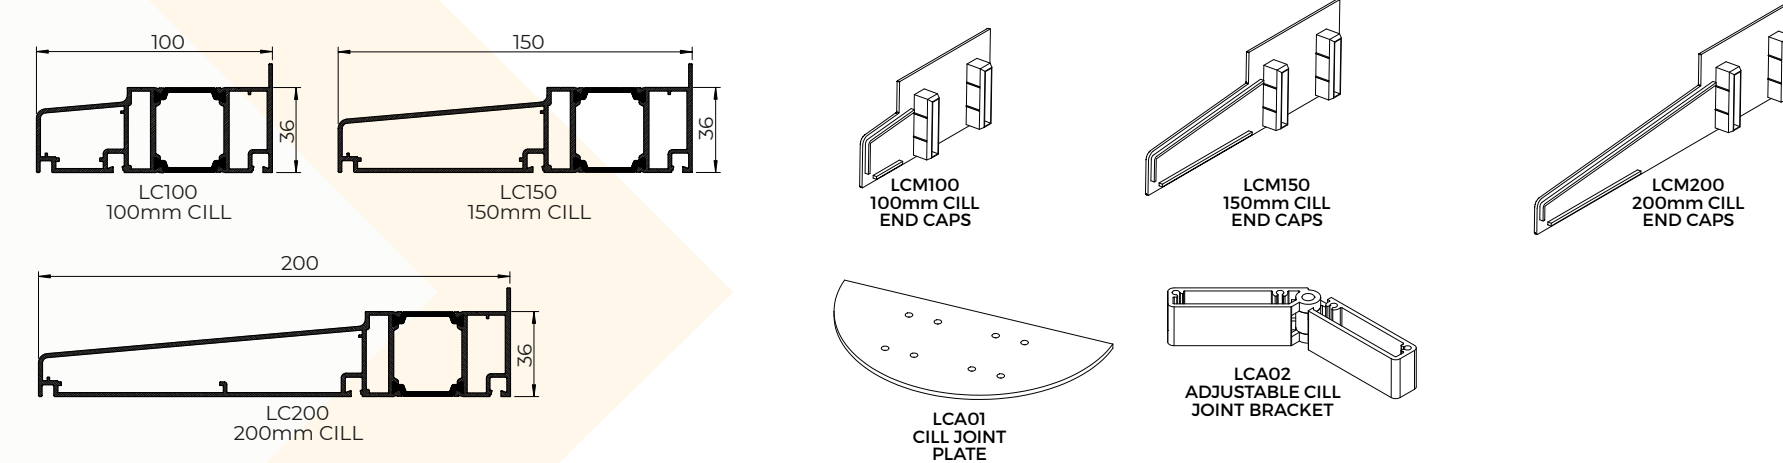 100
36
LC100
100mm CILL
150
36
LC150
150mm CILL
LCM100
100mm CILL
END CAPS
LCM150
150mm CILL
END CAPS
LCM200
200mm CILL
END CAPS
200
36
LC200
200mm CILL
LCA01
CILL JOINT
PLATE
LCA02
ADJUSTABLE CILL
JOINT BRACKET